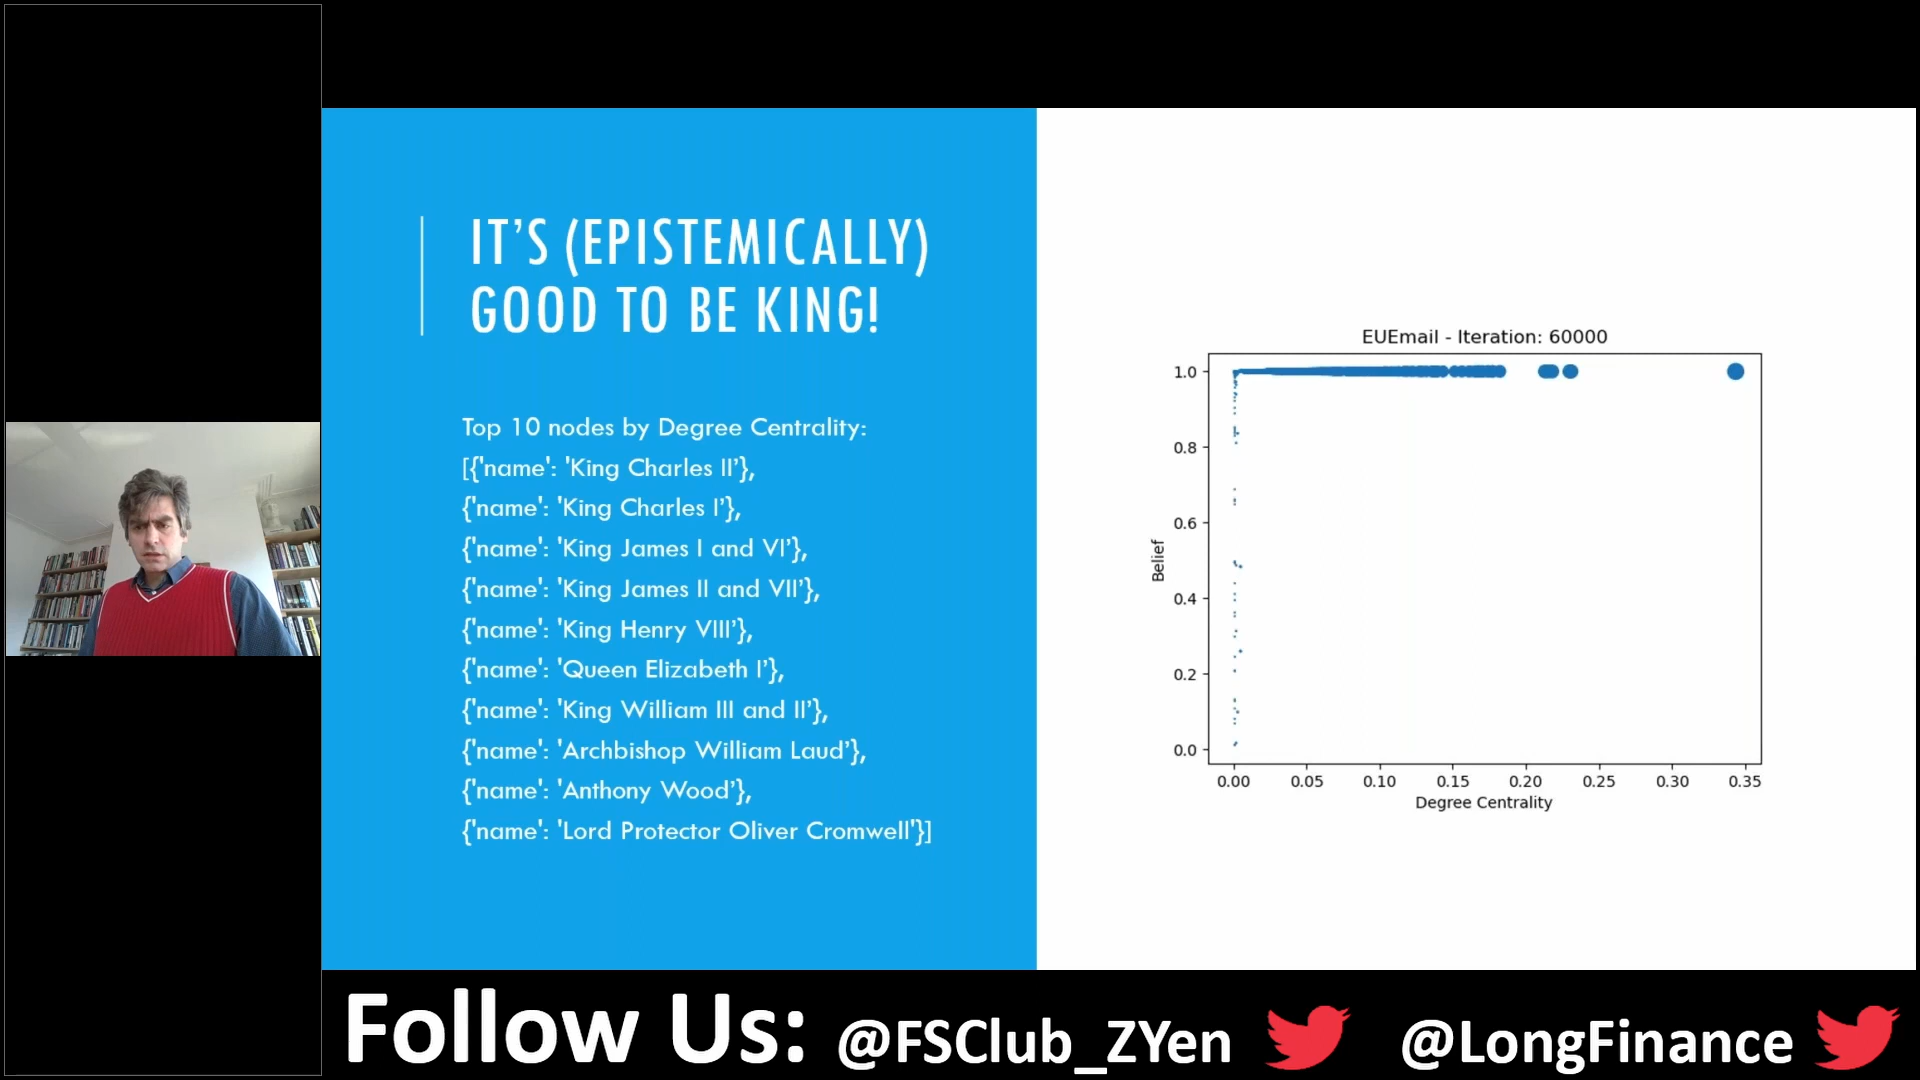 IT’S (EPISTEMICALLY)
GOOD TO BE KING!
Top 10 nodes by Degree Centrality:
[{'name': 'King Charles II’},
{'name': 'King Charles I’},
{'name': 'King James I and VI’},
{'name': 'King James II and VII’},
{'name': 'King Henry VIII’},
{'name': 'Queen Elizabeth I’},
{'name': 'King William III and II’},
{'name': 'Archbishop William Laud’},
{'name': 'Anthony Wood’},
{'name': 'Lord Protector Oliver Cromwell'}]
EUEmail - Iteration: 60000
1.0
0.8
0.6
0.4
0.2
0.0
Belief
0.00 0.05 0.10 0.15 0.20 0.25 0.30 0.35
Degree Centrality
Follow Us: @FSClub_ZYen @LongFinance